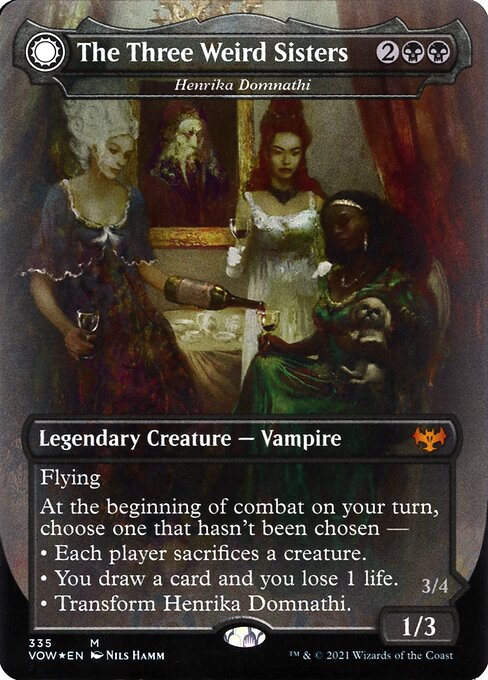 The Three Weird Sisters 2
Henrika Domnathi
Legendary Creature — Vampire
Flying
At the beginning of combat on your turn,
choose one that hasn't been chosen —
• Each player sacrifices a creature.
• You draw a card and you lose 1 life.
• Transform Henrika Domnathi.
3/4
1/3
335 M
VOW★EN Nils Hamm
™ & © 2021 Wizards of the Coast